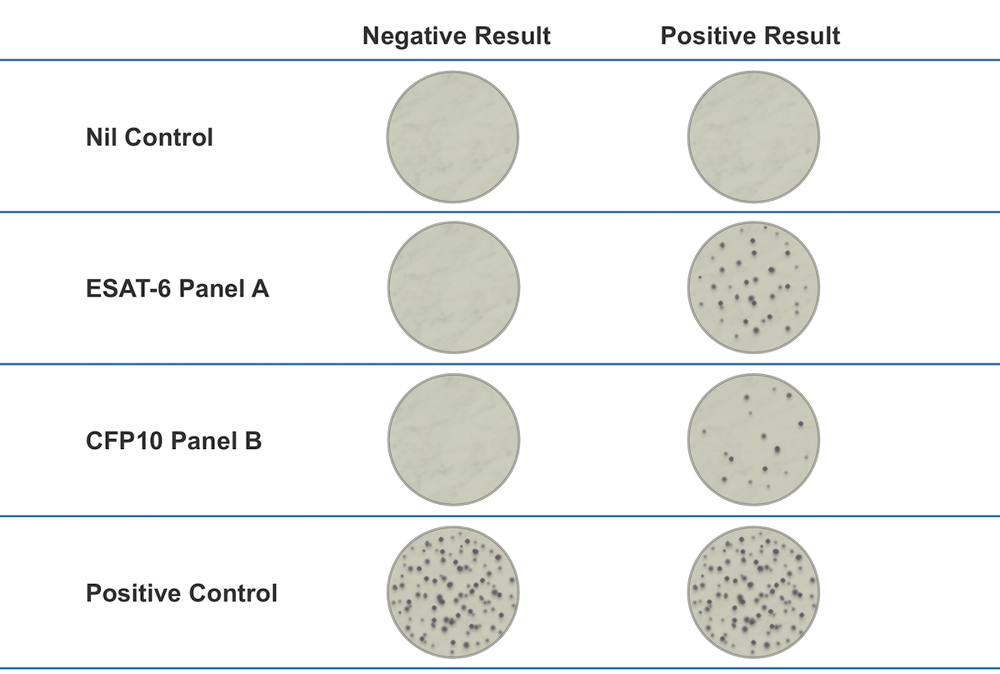 Negative Result Positive Result
Nil Control
ESAT-6 Panel A
CFP10 Panel B
Positive Control